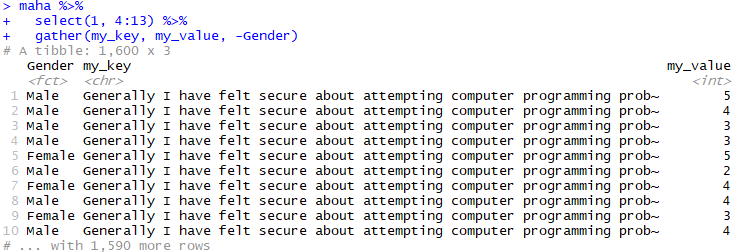 > maha %>%
+   select(1, 4:13) %>%
+   gather(my_key, my_value, -Gender)
# A tibble: 1,600 x 3
   Gender my_key                                                             my_value
   <fct>  <chr>                                                                 <int>
 1 Male   Generally I have felt secure about attempting computer programming prob~        5
 2 Male   Generally I have felt secure about attempting computer programming prob~        4
 3 Male   Generally I have felt secure about attempting computer programming prob~        3
 4 Male   Generally I have felt secure about attempting computer programming prob~        3
 5 Female Generally I have felt secure about attempting computer programming prob~        5
 6 Male   Generally I have felt secure about attempting computer programming prob~        2
 7 Female Generally I have felt secure about attempting computer programming prob~        4
 8 Male   Generally I have felt secure about attempting computer programming prob~        4
 9 Female Generally I have felt secure about attempting computer programming prob~        3
10 Male   Generally I have felt secure about attempting computer programming prob~        4
# ... with 1,590 more rows